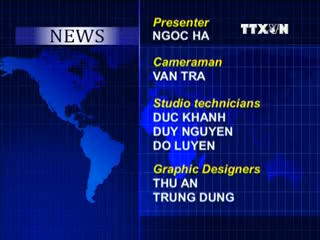 NEWS
TTXVN
Presenter
NGOC HA
Cameraman
VAN TRA
Studio technicians
DUC KHANH
DUY NGUYEN
DO LUYEN
Graphic Designers
THU AN
TRUNG DUNG